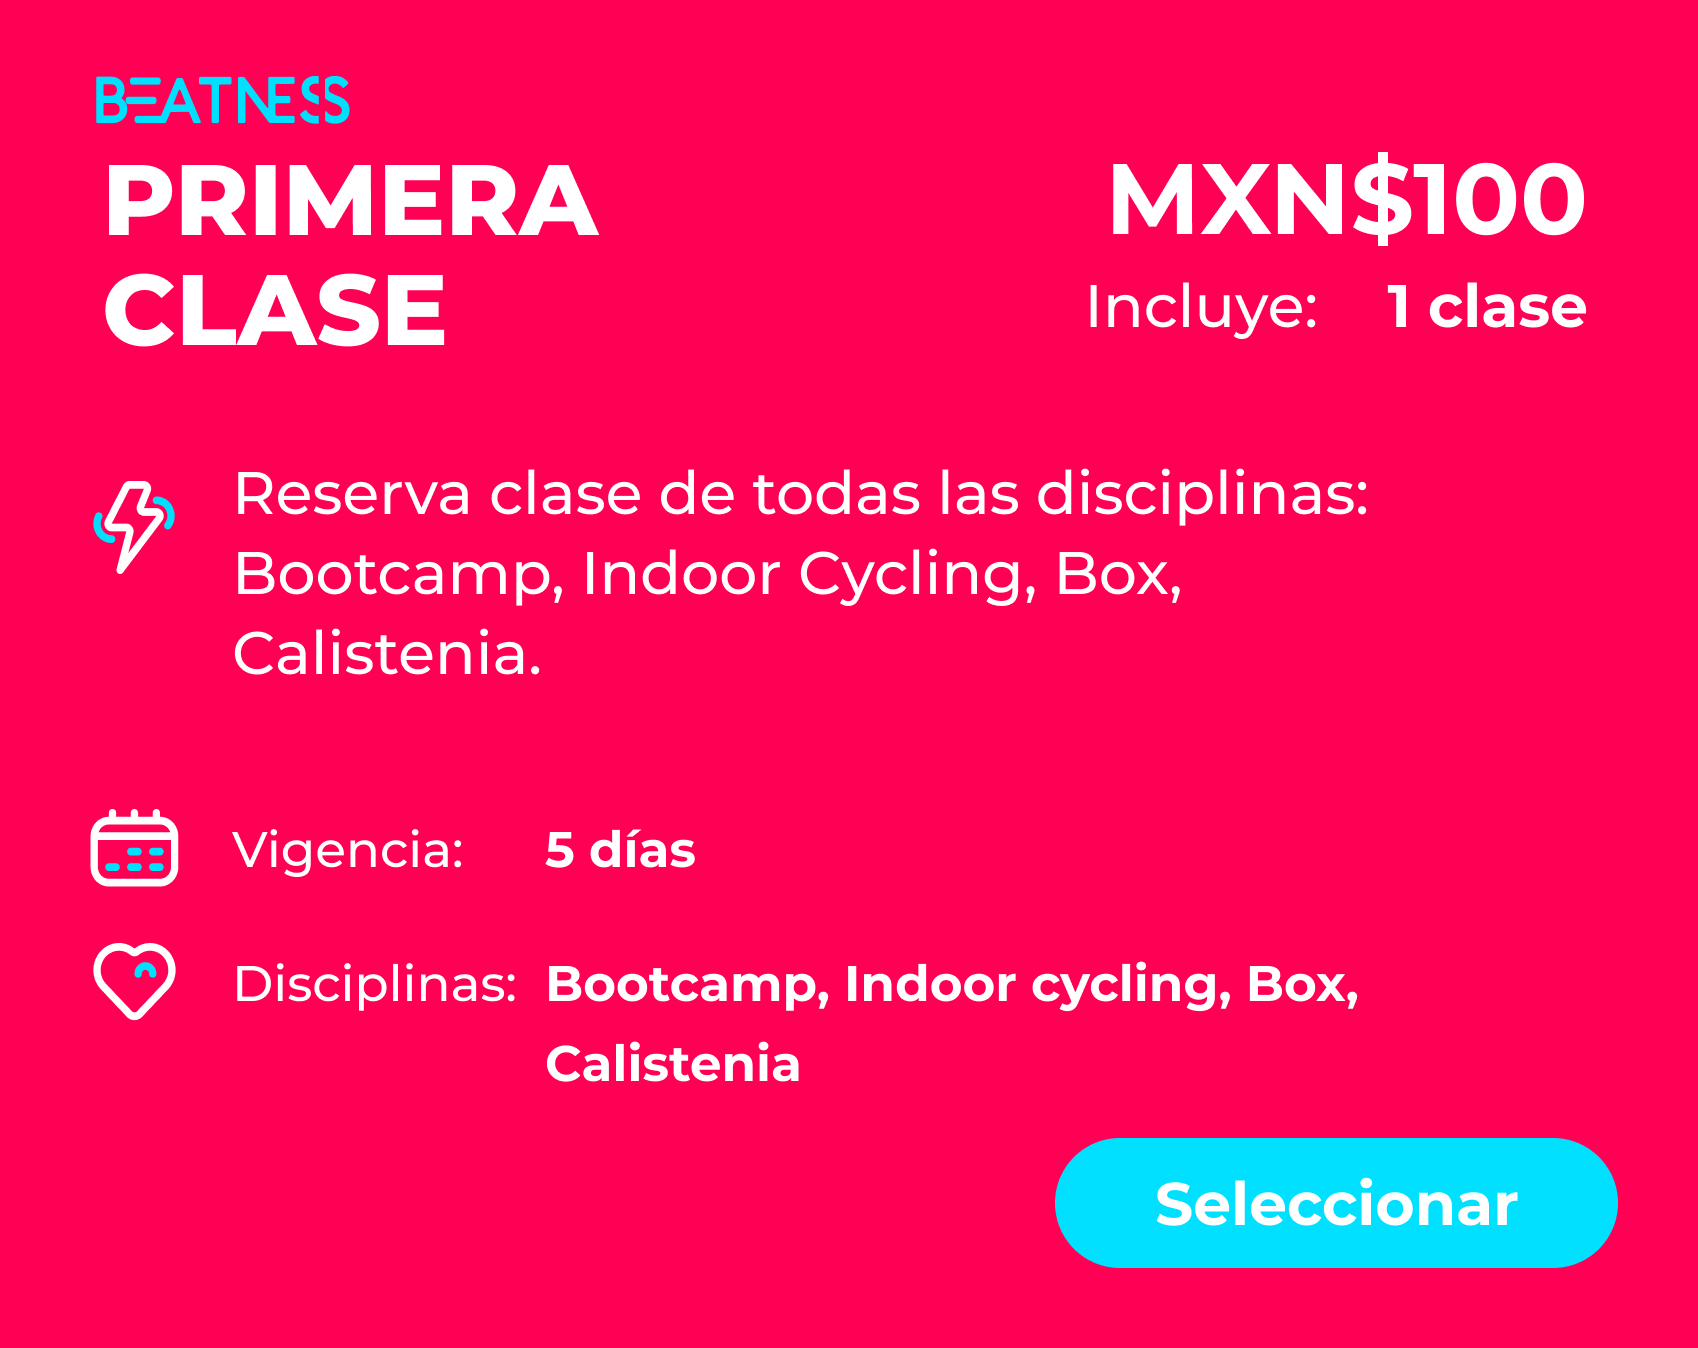 BEATNESS
PRIMERA
CLASE
MXN$100
Incluye: 1 clase
Reserva clase de todas las disciplinas:
Bootcamp, Indoor Cycling, Box,
Calistenia.
Vigencia: 5 días
Disciplinas: Bootcamp, Indoor cycling, Box,
Calistenia
Seleccionar